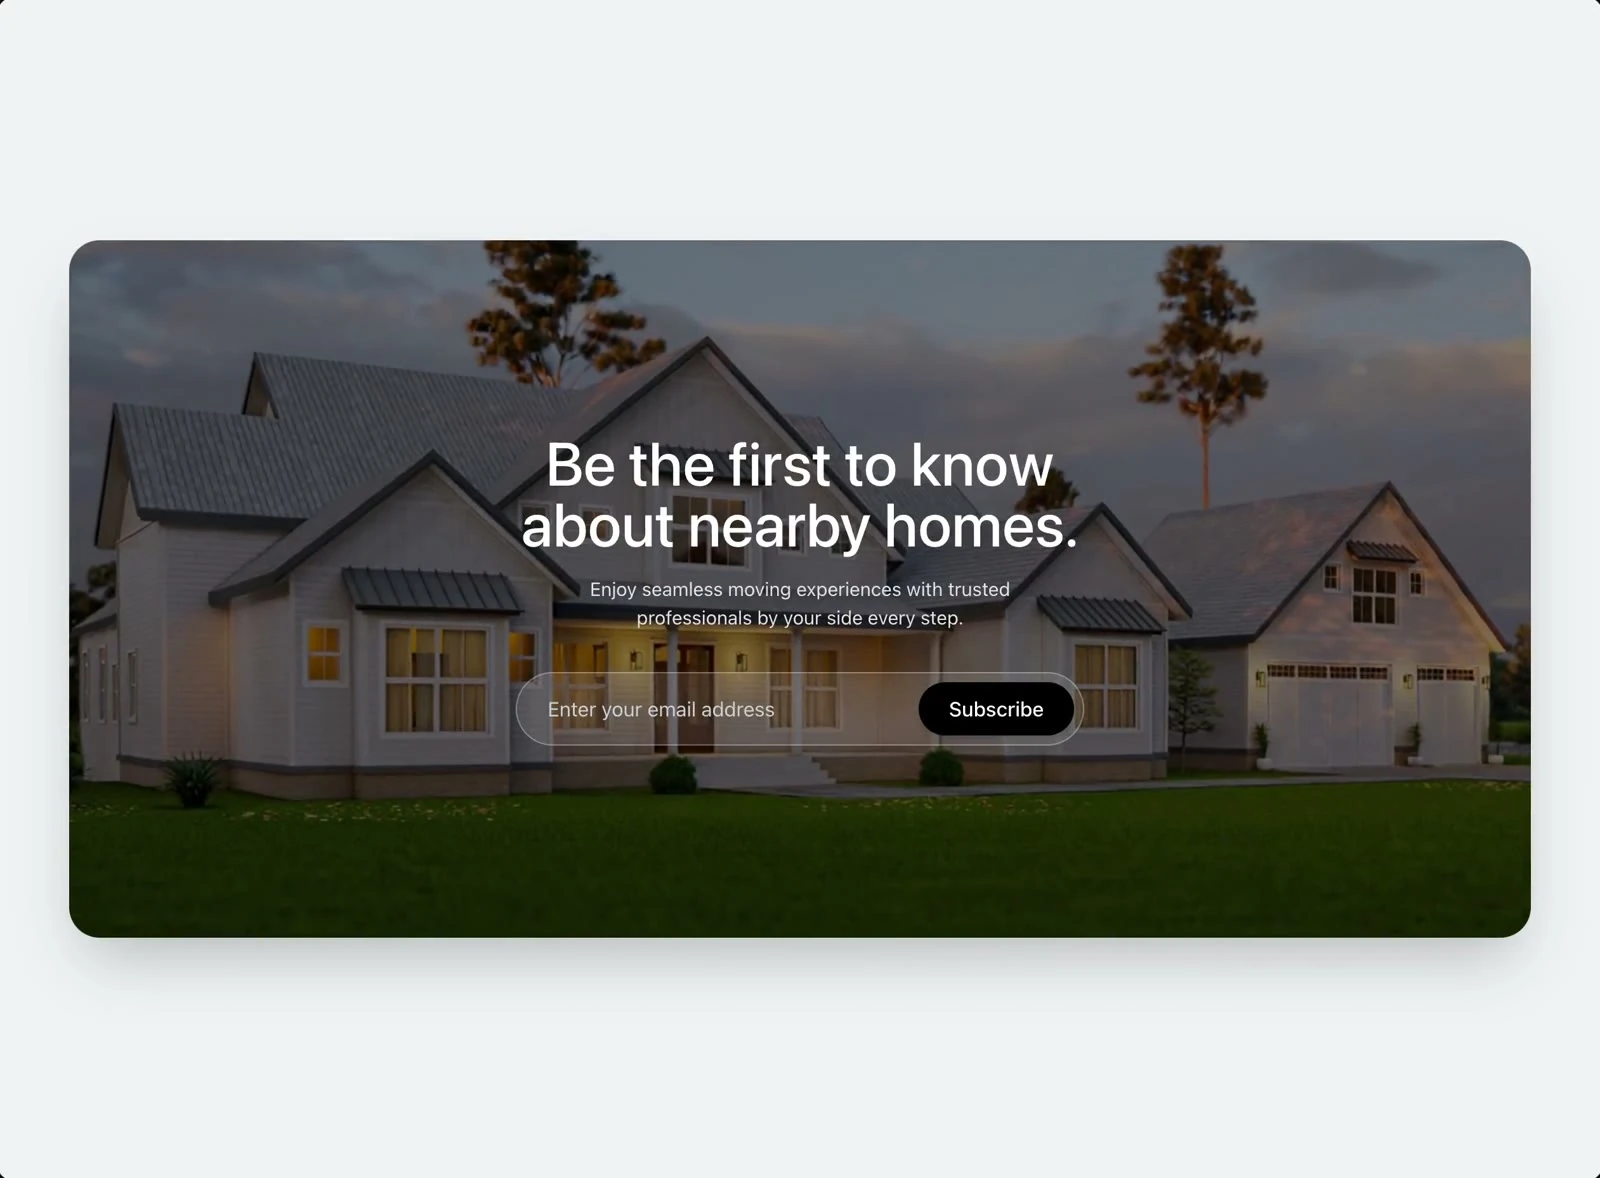 Be the first to know
about nearby homes.
Enjoy seamless moving experiences with trusted
professionals by your side every step.
Enter your email address
Subscribe